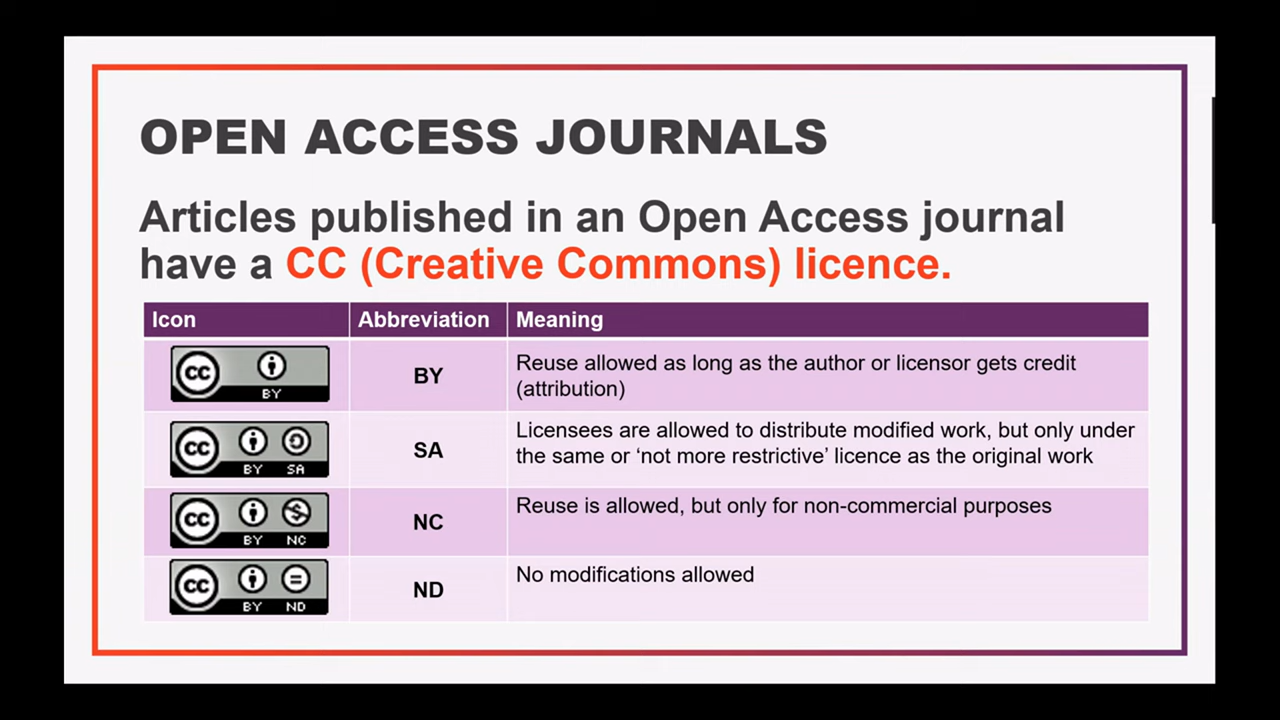 OPEN ACCESS JOURNALS
Articles published in an Open Access journal
have a CC (Creative Commons) licence.
Icon Abbreviation Meaning
CC BY BY Reuse allowed as long as the author or licensor gets credit
(attribution)
CC BY SA SA Licensees are allowed to distribute modified work, but only under
the same or ‘not more restrictive’ licence as the original work
CC BY NC NC Reuse is allowed, but only for non-commercial purposes
CC BY ND ND No modifications allowed